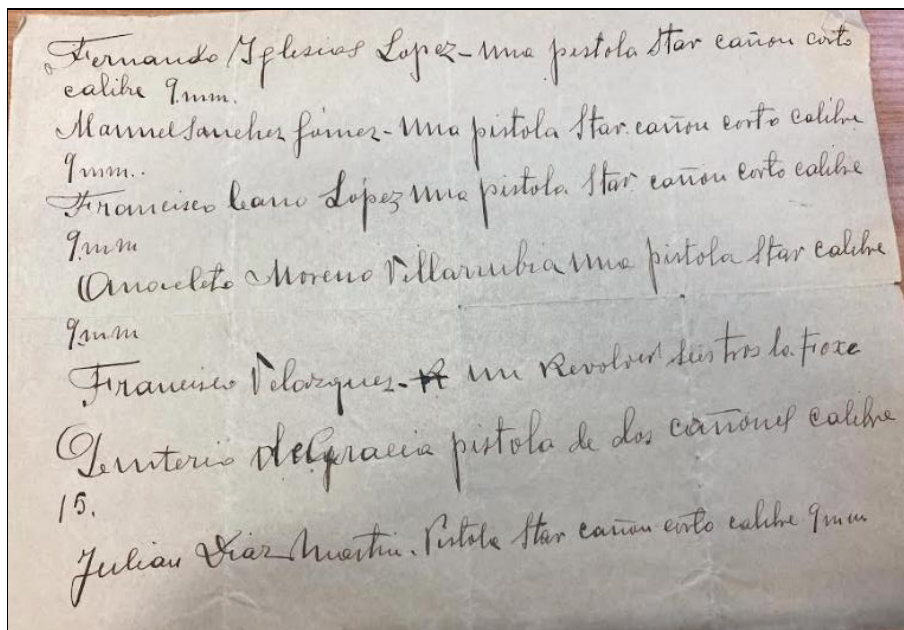 Fernando Iglesias Lopez - una pistola Star cañon corto
calibre 9 mm.
Manuel Sanchez Gómez - una pistola Star cañon corto calibre
9 mm..
Francisco Cano López una pistola Star cañon corto calibre
9 mm
Anacleto Moreno Villarrubia una pistola Star calibre
9 mm
Francisco Velazquez - un Revolver seis tros la
pistola de dos cañones calibre
15.
Julian Diaz Martin. Pistola Star cañon corto calibre 9 mm